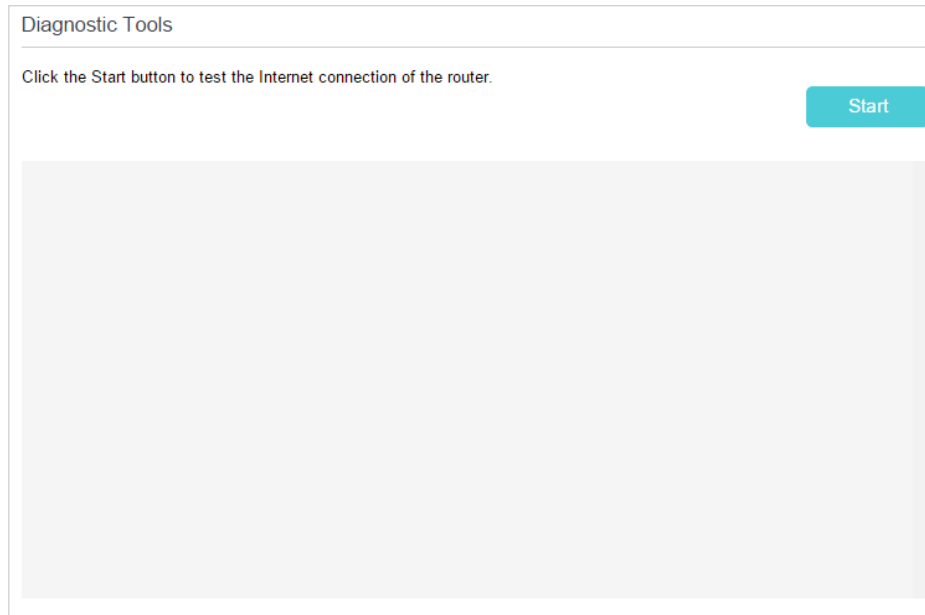 Diagnostic Tools
Click the Start button to test the Internet connection of the router.
Start